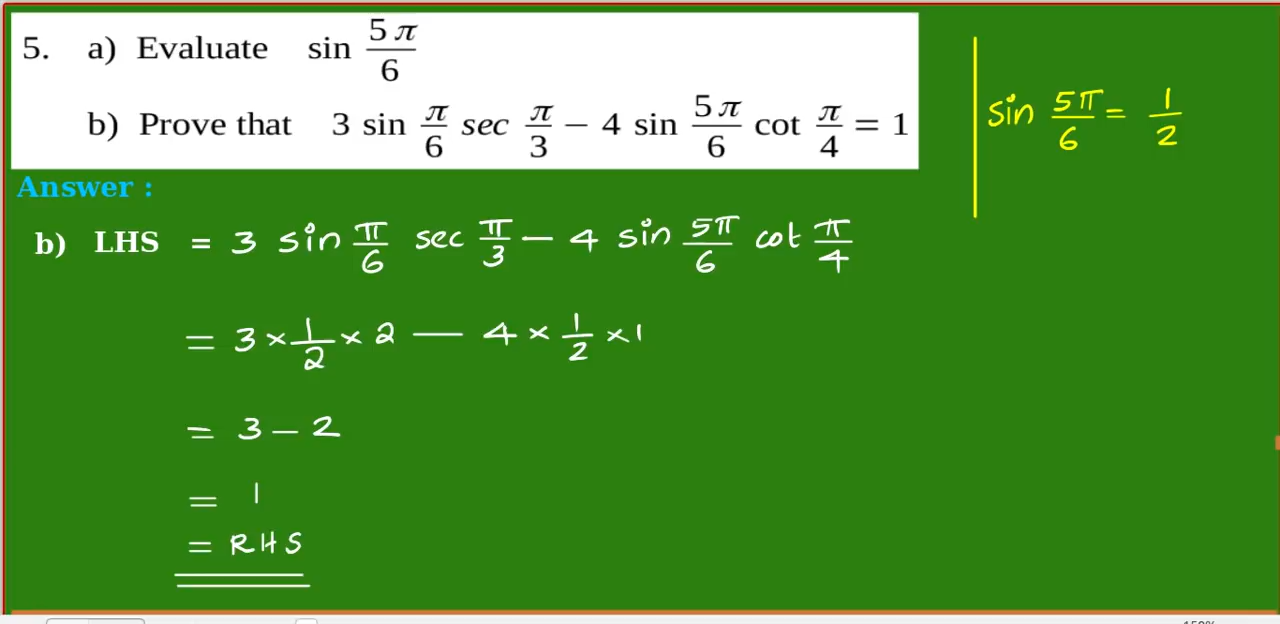 5. a) Evaluate sin 5π/6
b) Prove that 3 sin π/6 sec π/3 − 4 sin 5π/6 cot π/4 = 1
sin 5π/6 = 1/2
Answer :
b) LHS = 3 sin π/6 sec π/3 − 4 sin 5π/6 cot π/4
= 3 × 1/2 × 2 − 4 × 1/2 × 1
= 3 − 2
= 1
= RHS